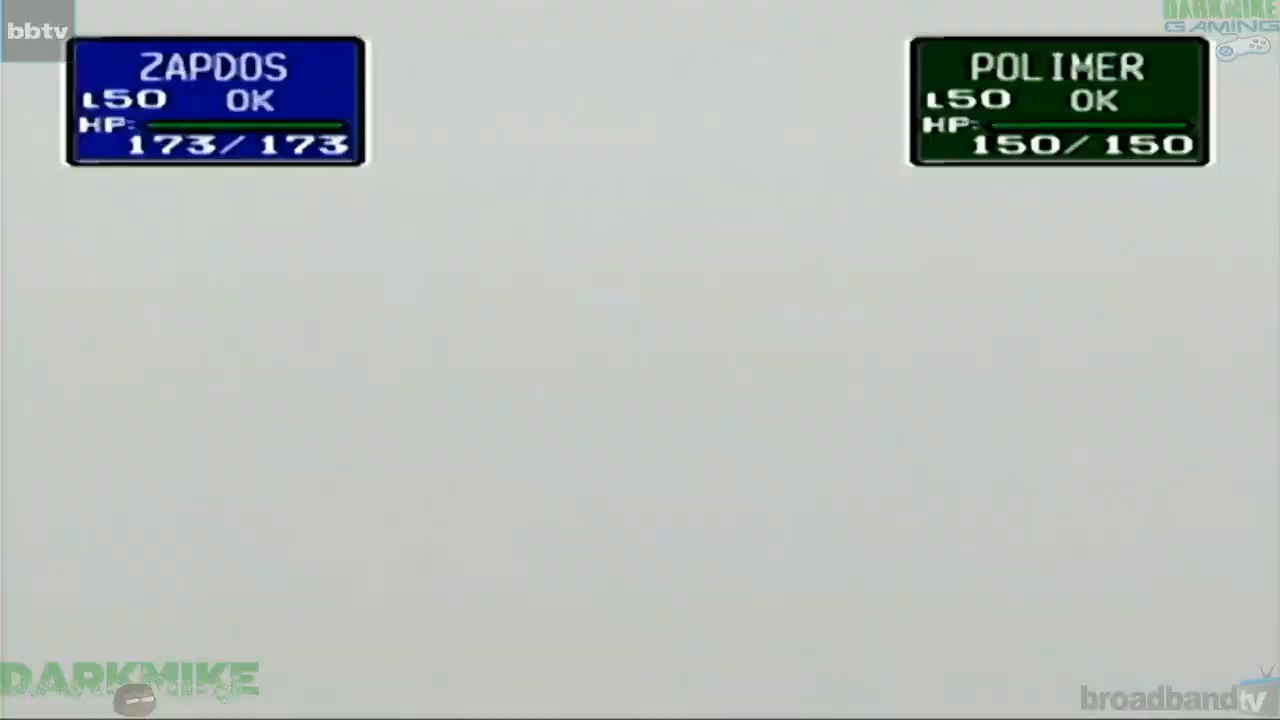 bbtv
DARKMIKE
GAMING
ZAPDOS
L50 OK
HP:
173/173
POLIMER
L50 OK
HP:
150/150
DARKMIKE
broadbandtv